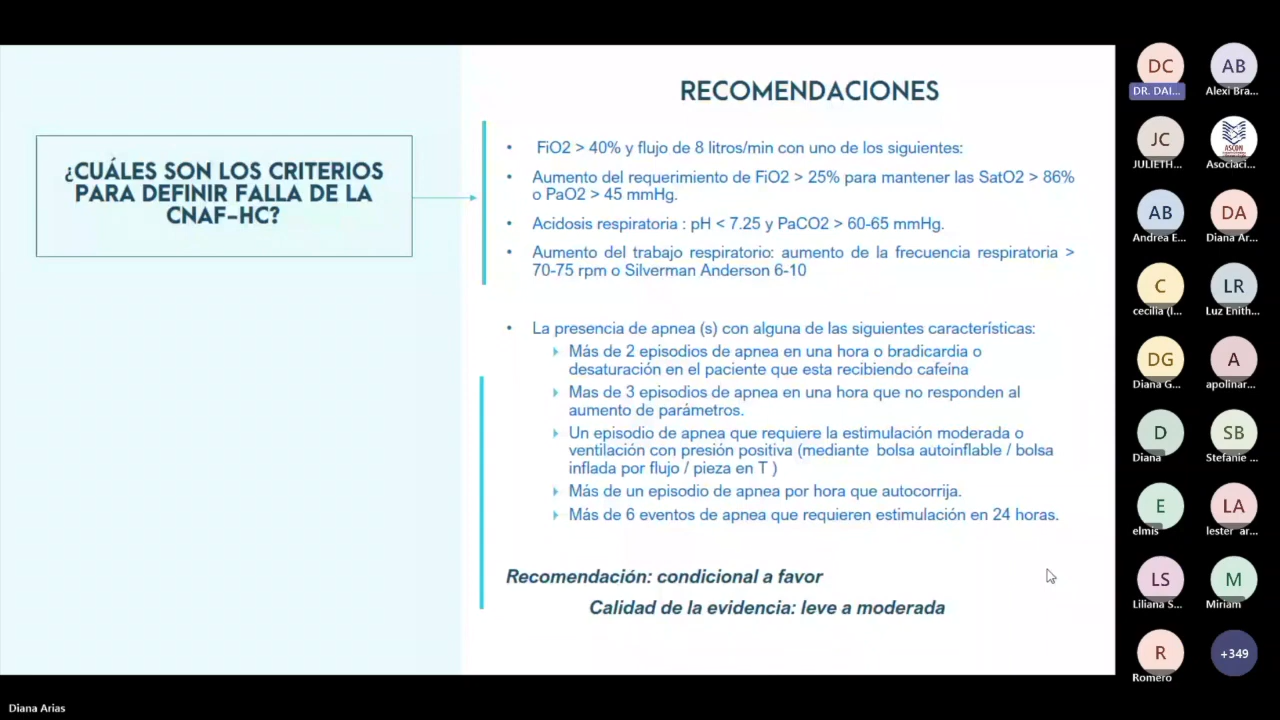 ¿CUÁLES SON LOS CRITERIOS
PARA DEFINIR FALLA DE LA
CNAF-HC?
RECOMENDACIONES
• FiO2 > 40% y flujo de 8 litros/min con uno de los siguientes:
• Aumento del requerimiento de FiO2 > 25% para mantener las SatO2 > 86%
o PaO2 > 45 mmHg.
• Acidosis respiratoria : pH < 7.25 y PaCO2 > 60-65 mmHg.
• Aumento del trabajo respiratorio: aumento de la frecuencia respiratoria >
70-75 rpm o Silverman Anderson 6-10
• La presencia de apnea (s) con alguna de las siguientes características:
Más de 2 episodios de apnea en una hora o bradicardia o
desaturación en el paciente que esta recibiendo cafeína
Mas de 3 episodios de apnea en una hora que no responden al
aumento de parámetros.
Un episodio de apnea que requiere la estimulación moderada o
ventilación con presión positiva (mediante bolsa autoinflable / bolsa
inflada por flujo / pieza en T )
Más de un episodio de apnea por hora que autocorrija.
Más de 6 eventos de apnea que requieren estimulación en 24 horas.
Recomendación: condicional a favor
Calidad de la evidencia: leve a moderada
DC AB
DR. DAI... Alexi Bra...
JC ASCON
JULIETH... Asociaci...
AB DA
Andrea E... Diana Ar...
C LR
cecilia (I... Luz Enith...
DG A
Diana G... apolinar...
D SB
Diana Stefanie ...
E LA
elmis lester ar...
LS M
Liliana S... Miriam
R +349
Romero
Diana Arias